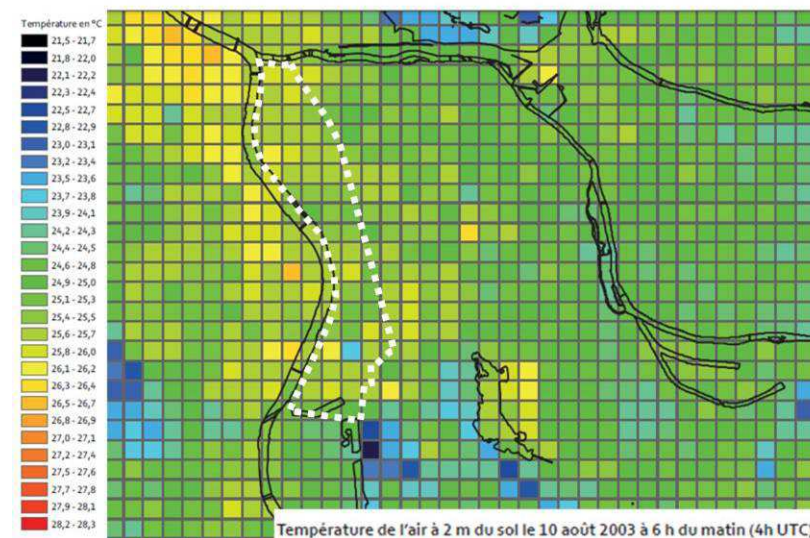 Température en °C
21,5 - 21,7
21,8 - 22,0
22,1 - 22,2
22,3 - 22,4
22,5 - 22,7
22,8 - 22,9
23,0 - 23,1
23,2 - 23,4
23,5 - 23,6
23,7 - 23,8
23,9 - 24,1
24,2 - 24,3
24,4 - 24,5
24,6 - 24,8
24,9 - 25,0
25,1 - 25,3
25,4 - 25,5
25,6 - 25,7
25,8 - 26,0
26,1 - 26,2
26,3 - 26,4
26,5 - 26,7
26,8 - 26,9
27,0 - 27,1
27,2 - 27,4
27,5 - 27,6
27,7 - 27,8
27,9 - 28,1
28,2 - 28,3
Température de l'air à 2 m du sol le 10 août 2003 à 6 h du matin (4h UTC)